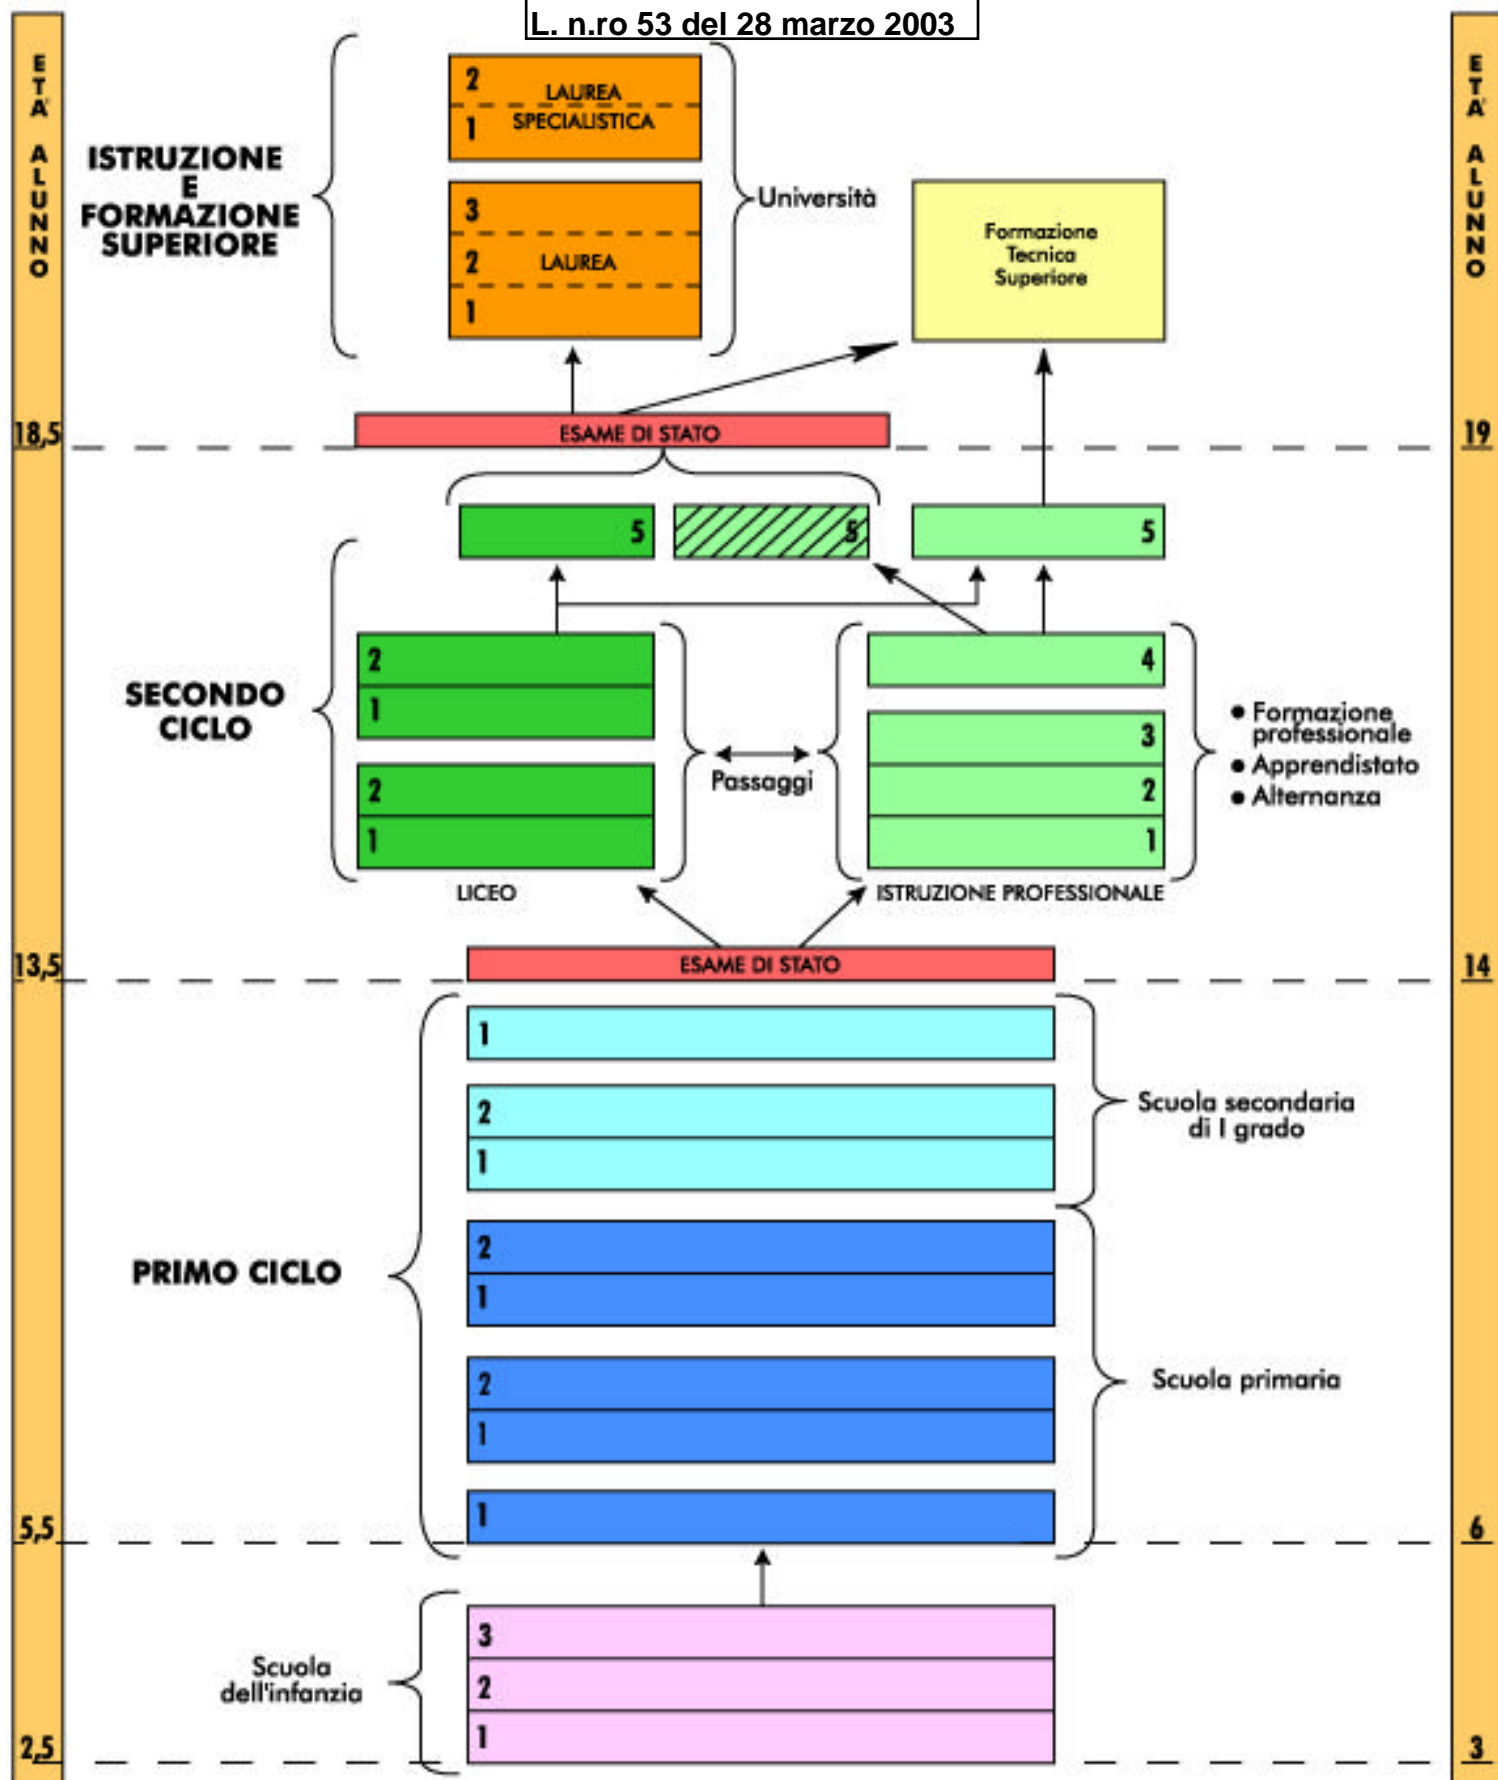 L. n.ro 53 del 28 marzo 2003
ETA' ALUNNO
ETA' ALUNNO
ISTRUZIONE
E
FORMAZIONE
SUPERIORE
2
LAUREA
SPECIALISTICA
1
3
2
LAUREA
1
Università
Formazione
Tecnica
Superiore
18,5
ESAME DI STATO
19
5
5
5
SECONDO
CICLO
2
1
2
1
LICEO
Passaggi
4
3
2
1
ISTRUZIONE PROFESSIONALE
● Formazione
professionale
● Apprendistato
● Alternanza
13,5
ESAME DI STATO
14
PRIMO CICLO
1
2
1
Scuola secondaria
di I grado
2
1
2
1
1
Scuola primaria
5,5
6
Scuola
dell'infanzia
3
2
1
2,5
3